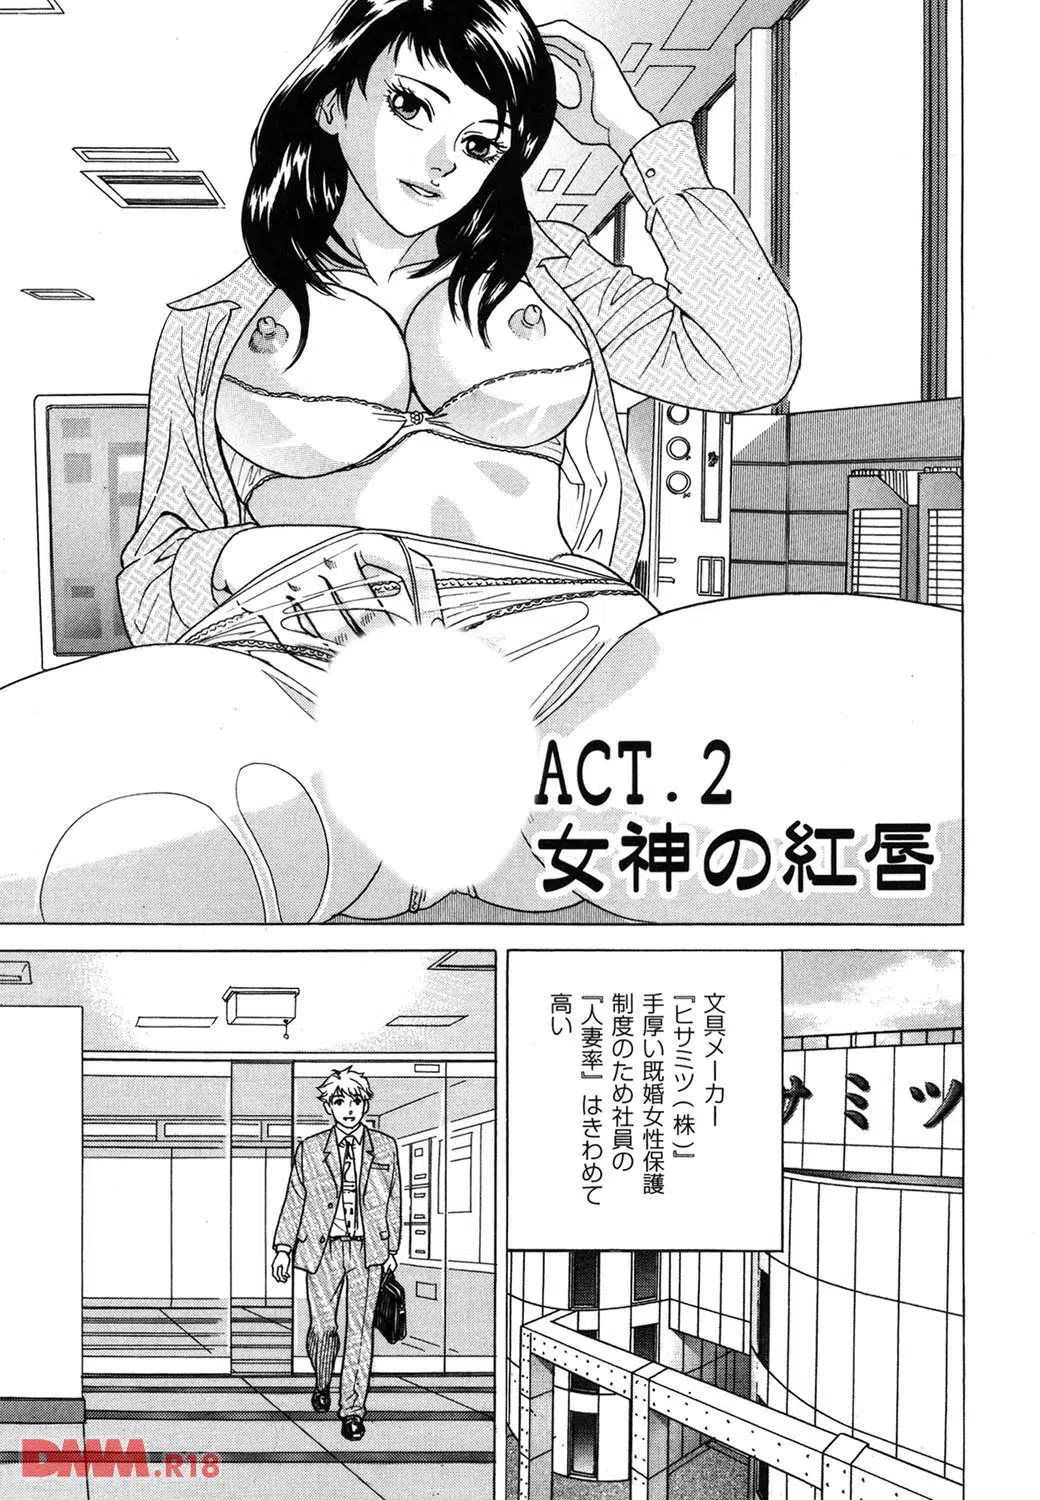 ACT.2
女神の紅唇
文具メーカー
『ヒサミツ(株)』
手厚い既婚女性保護
制度のため社員の
『人妻率』はきわめて
高い
サミツ
DMM.R18